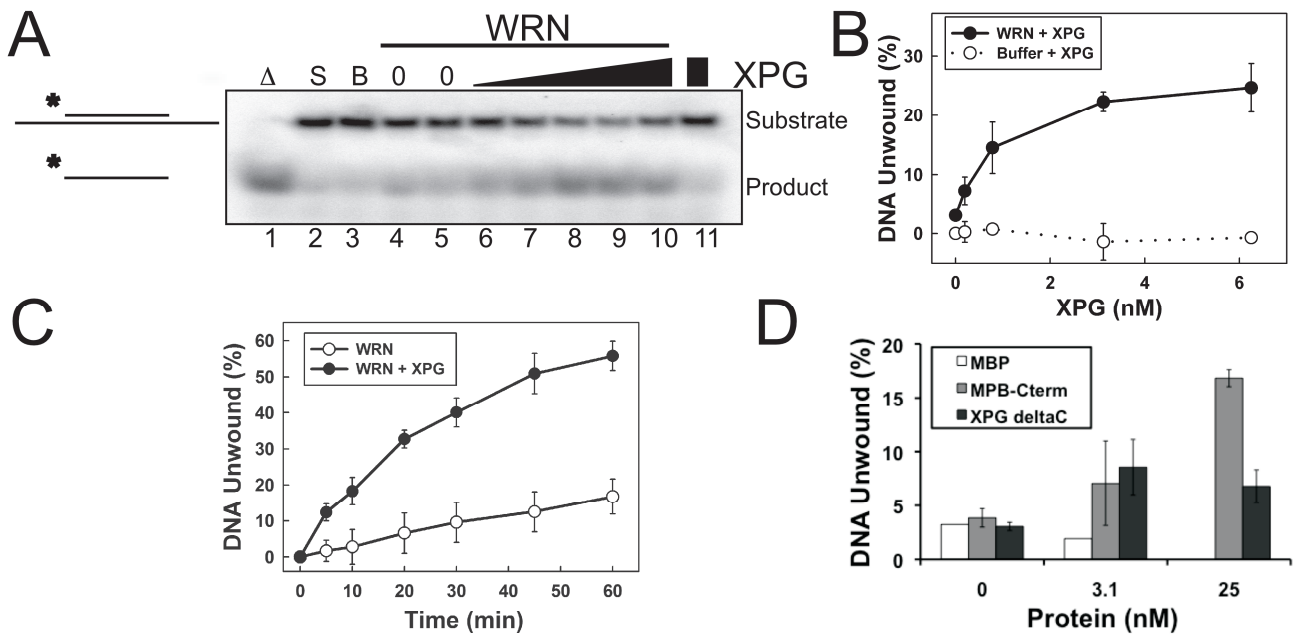 A
WRN
Δ S B 0 0 XPG
*
Substrate
*
Product
1 2 3 4 5 6 7 8 9 10 11
B
WRN + XPG
Buffer + XPG
DNA Unwound (%)
30
20
10
0
0 2 4 6
XPG (nM)
C
WRN
WRN + XPG
DNA Unwound (%)
60
50
40
30
20
10
0
0 10 20 30 40 50 60
Time (min)
D
MBP
MPB-Cterm
XPG deltaC
DNA Unwound (%)
20
15
10
5
0
0 3.1 25
Protein (nM)